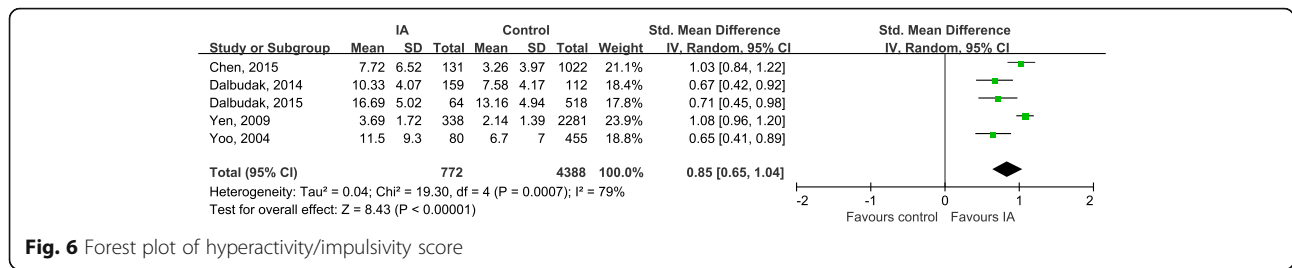 IA Control Std. Mean Difference Std. Mean Difference
Study or Subgroup Mean SD Total Mean SD Total Weight IV, Random, 95% CI IV, Random, 95% CI
Chen, 2015 7.72 6.52 131 3.26 3.97 1022 21.1% 1.03 [0.84, 1.22]
Dalbudak, 2014 10.33 4.07 159 7.58 4.17 112 18.4% 0.67 [0.42, 0.92]
Dalbudak, 2015 16.69 5.02 64 13.16 4.94 518 17.8% 0.71 [0.45, 0.98]
Yen, 2009 3.69 1.72 338 2.14 1.39 2281 23.9% 1.08 [0.96, 1.20]
Yoo, 2004 11.5 9.3 80 6.7 7 455 18.8% 0.65 [0.41, 0.89]
Total (95% CI) 772 4388 100.0% 0.85 [0.65, 1.04]
Heterogeneity: Tau² = 0.04; Chi² = 19.30, df = 4 (P = 0.0007); I² = 79%
Test for overall effect: Z = 8.43 (P < 0.00001)
-2 -1 0 1 2
Favours control Favours IA
Fig. 6 Forest plot of hyperactivity/impulsivity score